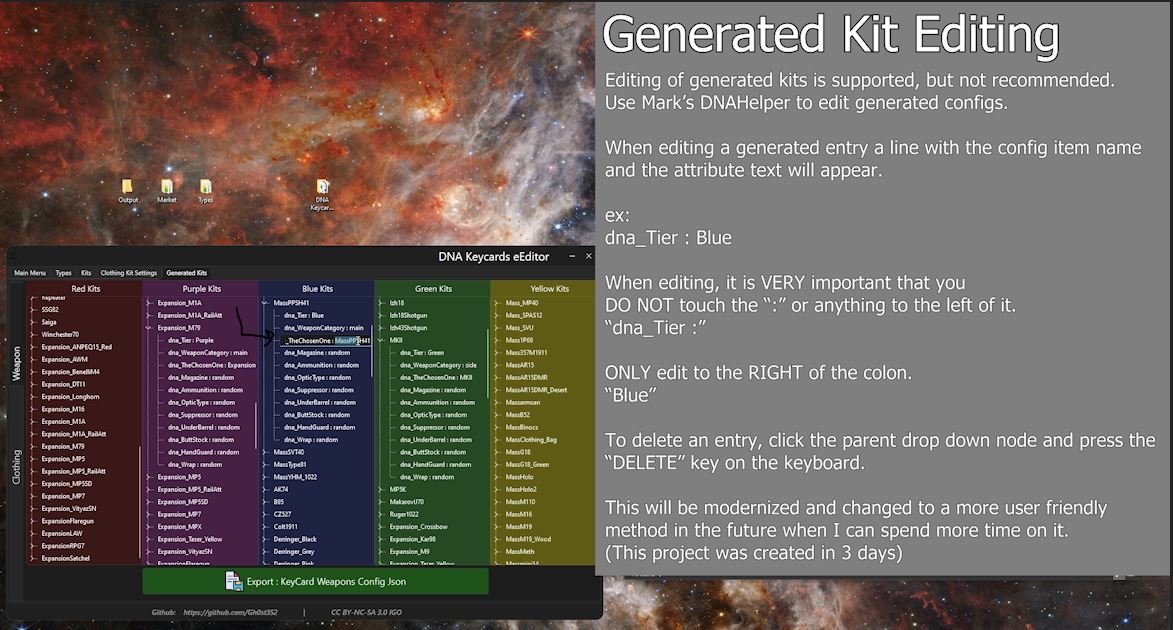 Generated Kit Editing
Editing of generated kits is supported, but not recommended.
Use Mark's DNAHelper to edit generated configs.
When editing a generated entry a line with the config item name
and the attribute text will appear.
ex:
dna_Tier : Blue
When editing, it is VERY important that you
DO NOT touch the ":" or anything to the left of it.
"dna_Tier :"
ONLY edit to the RIGHT of the colon.
"Blue"
To delete an entry, click the parent drop down node and press the
"DELETE" key on the keyboard.
This will be modernized and changed to a more user friendly
method in the future when I can spend more time on it.
(This project was created in 3 days)
Output
Market
Types
DNA
Keycar...
DNA Keycards eEditor
Main Menu
Types
Kits
Clothing Kit Settings
Generated Kits
Weapon
Clothing
Red Kits
Repeater
SSG82
Saiga
Winchester70
Expansion_ANPEQ15_Red
Expansion_AWM
Expansion_BenelliM4
Expansion_DT11
Expansion_Longhorn
Expansion_M16
Expansion_M1A
Expansion_M1A_RailAtt
Expansion_M79
Expansion_MP5
Expansion_MP5_RailAtt
Expansion_MP5SD
Expansion_MP7
Expansion_VityazSN
ExpansionFlaregun
ExpansionLAW
ExpansionRPG7
ExpansionSatchel
Purple Kits
Expansion_M1A
Expansion_M1A_RailAtt
Expansion_M79
dna_Tier : Purple
dna_WeaponCategory : main
dna_TheChosenOne : Expansion
dna_Magazine : random
dna_Ammunition : random
dna_OpticType : random
dna_Suppressor : random
dna_UnderBarrel : random
dna_ButtStock : random
dna_HandGuard : random
dna_Wrap : random
Expansion_MP5
Expansion_MP5_RailAtt
Expansion_MP5SD
Expansion_MP7
Expansion_MPX
Expansion_Taser_Yellow
Expansion_VityazSN
ExpansionFlaregun
Blue Kits
MassPPSH41
dna_Tier : Blue
dna_WeaponCategory : main
_TheChosenOne : MassPPSH41
dna_Magazine : random
dna_Ammunition : random
dna_OpticType : random
dna_Suppressor : random
dna_UnderBarrel : random
dna_ButtStock : random
dna_HandGuard : random
dna_Wrap : random
MassSVT40
MassType81
MassYHM_1022
AK74
B95
CZ527
Colt1911
Derringer_Black
Derringer_Grey
Derringer_Pink
Green Kits
Izh18
Izh18Shotgun
Izh43Shotgun
MKII
dna_Tier : Green
dna_WeaponCategory : side
dna_TheChosenOne : MKII
dna_Magazine : random
dna_Ammunition : random
dna_OpticType : random
dna_Suppressor : random
dna_UnderBarrel : random
dna_ButtStock : random
dna_HandGuard : random
dna_Wrap : random
MP5K
MakarovIJ70
Ruger1022
Expansion_Crossbow
Expansion_Kar98
Expansion_M9
Expansion_Taser_Yellow
Yellow Kits
Mass_MP40
Mass_SPAS12
Mass_SVU
Mass1P69
Mass357M1911
MassAR15
MassAR15DMR
MassAR15DMR_Desert
Massarmsan
MassB52
MassBinocs
MassClothing_Bag
MassG18
MassG18_Green
MassHolo
MassHolo2
MassM110
MassM16
MassM19
MassM19_Wood
MassMeth
Massmini14
Export : KeyCard Weapons Config Json
Github: https://github.com/Gh0st352 | CC BY-NC-SA 3.0 IGO